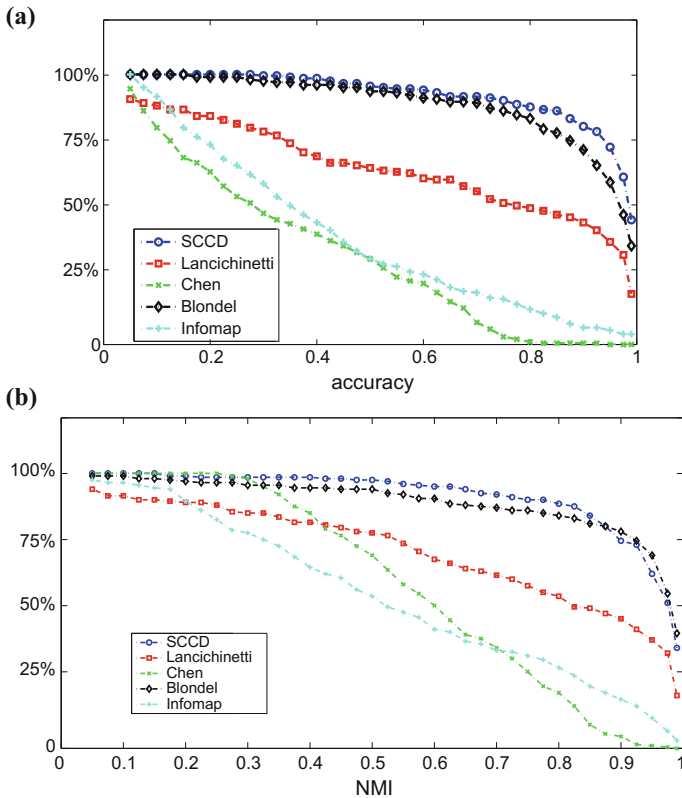 (a)
100%
75%
50%
25%
0
SCCD
Lancichinetti
Chen
Blondel
Infomap
0 0.2 0.4 0.6 0.8 1
accuracy
(b)
100%
75%
50%
25%
0
SCCD
Lancichinetti
Chen
Blondel
Infomap
0 0.1 0.2 0.3 0.4 0.5 0.6 0.7 0.8 0.9 1
NMI